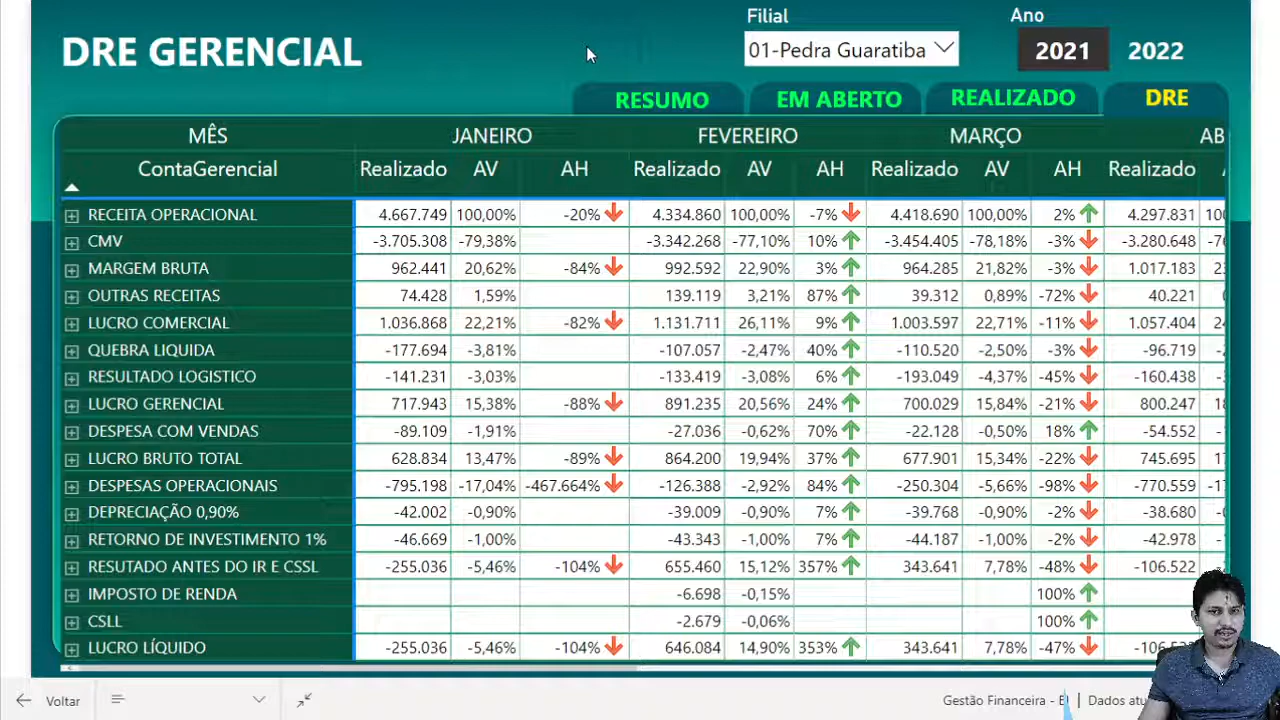 Filial
Ano
DRE GERENCIAL
01-Pedra Guaratiba
2021
2022
RESUMO
EM ABERTO
REALIZADO
DRE
MÊS JANEIRO FEVEREIRO MARÇO AB
ContaGerencial Realizado AV AH Realizado AV AH Realizado AV AH Realizado
RECEITA OPERACIONAL 4.667.749 100,00% -20% 4.334.860 100,00% -7% 4.418.690 100,00% 2% 4.297.831 100
CMV -3.705.308 -79,38% -3.342.268 -77,10% 10% -3.454.405 -78,18% -3% -3.280.648 -76
MARGEM BRUTA 962.441 20,62% -84% 992.592 22,90% 3% 964.285 21,82% -3% 1.017.183 23
OUTRAS RECEITAS 74.428 1,59% 139.119 3,21% 87% 39.312 0,89% -72% 40.221
LUCRO COMERCIAL 1.036.868 22,21% -82% 1.131.711 26,11% 9% 1.003.597 22,71% -11% 1.057.404 24
QUEBRA LIQUIDA -177.694 -3,81% -107.057 -2,47% 40% -110.520 -2,50% -3% -96.719
RESULTADO LOGISTICO -141.231 -3,03% -133.419 -3,08% 6% -193.049 -4,37% -45% -160.438
LUCRO GERENCIAL 717.943 15,38% -88% 891.235 20,56% 24% 700.029 15,84% -21% 800.247 18
DESPESA COM VENDAS -89.109 -1,91% -27.036 -0,62% 70% -22.128 -0,50% 18% -54.552
LUCRO BRUTO TOTAL 628.834 13,47% -89% 864.200 19,94% 37% 677.901 15,34% -22% 745.695 17
DESPESAS OPERACIONAIS -795.198 -17,04% -467.664% -126.388 -2,92% 84% -250.304 -5,66% -98% -770.559 -17
DEPRECIAÇÃO 0,90% -42.002 -0,90% -39.009 -0,90% 7% -39.768 -0,90% -2% -38.680
RETORNO DE INVESTIMENTO 1% -46.669 -1,00% -43.343 -1,00% 7% -44.187 -1,00% -2% -42.978
RESUTADO ANTES DO IR E CSSL -255.036 -5,46% -104% 655.460 15,12% 357% 343.641 7,78% -48% -106.522
IMPOSTO DE RENDA -6.698 -0,15% 100%
CSLL -2.679 -0,06% 100%
LUCRO LÍQUIDO -255.036 -5,46% -104% 646.084 14,90% 353% 343.641 7,78% -47%
Voltar
Gestão Financeira - | Dados